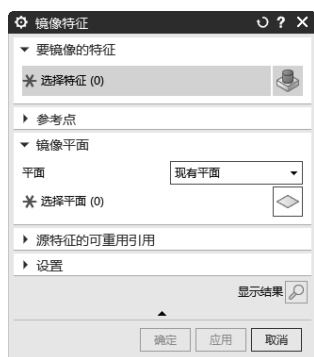 镜像特征
要镜像的特征
选择特征 (0)
参考点
镜像平面
平面 现有平面
选择平面 (0)
源特征的可重用引用
设置
显示结果
确定 应用 取消